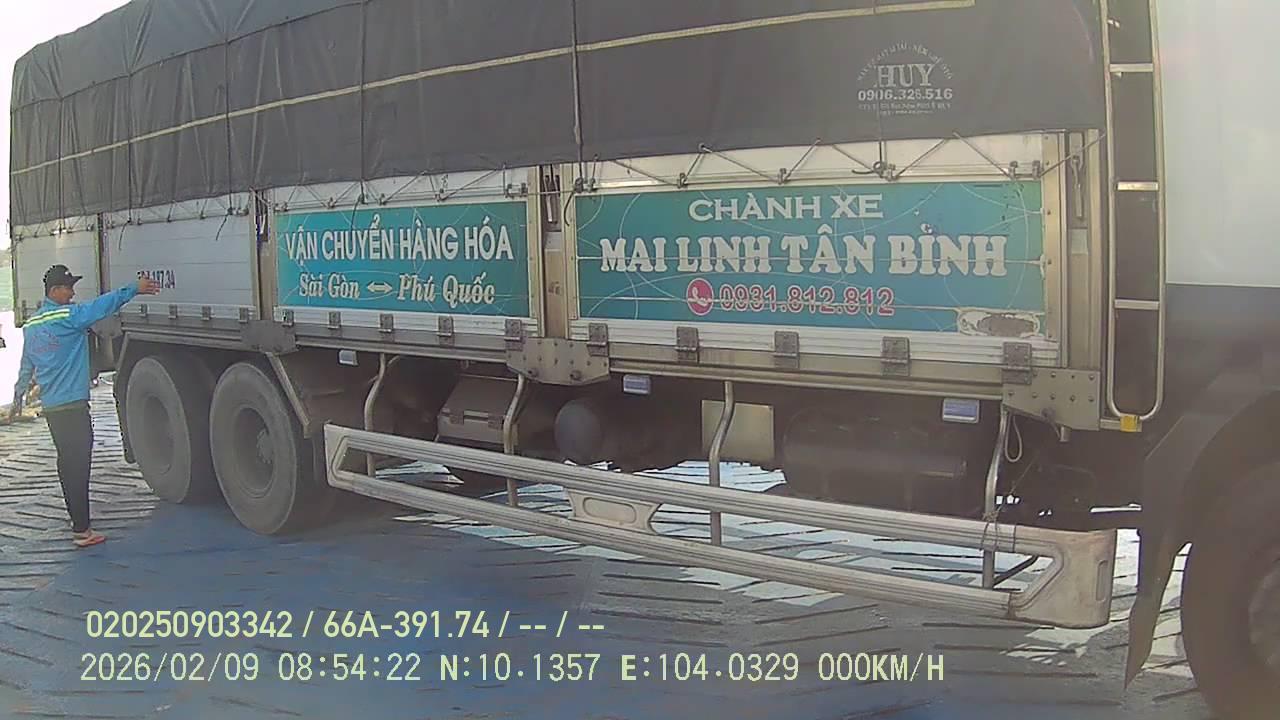 HUY
0906.326.516
CHÀNH XE
MAI LINH TÂN BÌNH
0931.812.812
VẬN CHUYỂN HÀNG HÓA
Sài Gòn ↔ Phú Quốc
020250903342 / 66A-391.74 / -- / --
2026/02/09 08:54:22 N:10.1357 E:104.0329 000KM/H